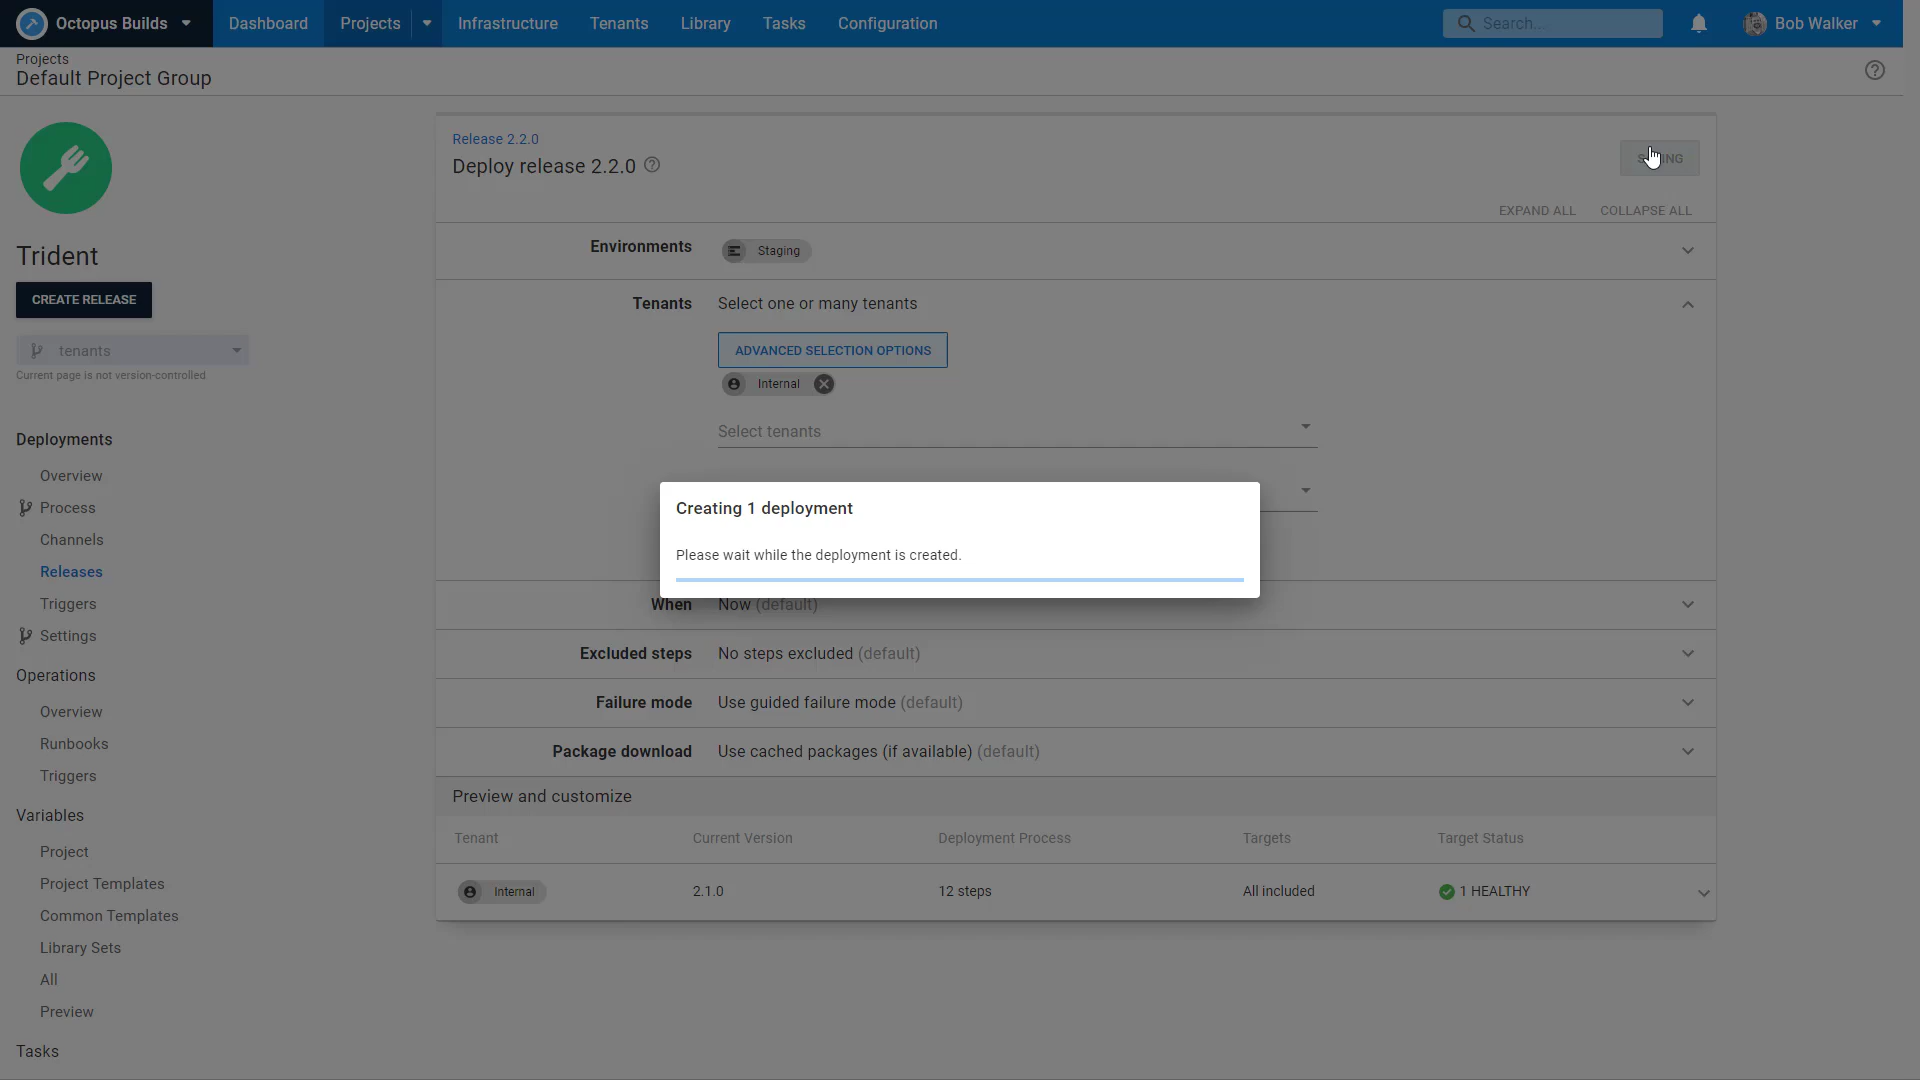 Octopus Builds
Dashboard
Projects
Infrastructure
Tenants
Library
Tasks
Configuration
Search...
Bob Walker
Projects
Default Project Group
Trident
CREATE RELEASE
tenants
Current page is not version-controlled
Deployments
Overview
Process
Channels
Releases
Triggers
Settings
Operations
Overview
Runbooks
Triggers
Variables
Project
Project Templates
Common Templates
Library Sets
All
Preview
Tasks
Release 2.2.0
Deploy release 2.2.0
EXPAND ALL
COLLAPSE ALL
Environments
Staging
Tenants
Select one or many tenants
ADVANCED SELECTION OPTIONS
Internal
Select tenants
Creating 1 deployment
Please wait while the deployment is created.
When
Now (default)
Excluded steps
No steps excluded (default)
Failure mode
Use guided failure mode (default)
Package download
Use cached packages (if available) (default)
Preview and customize
Tenant
Current Version
Deployment Process
Targets
Target Status
Internal
2.1.0
12 steps
All included
1 HEALTHY